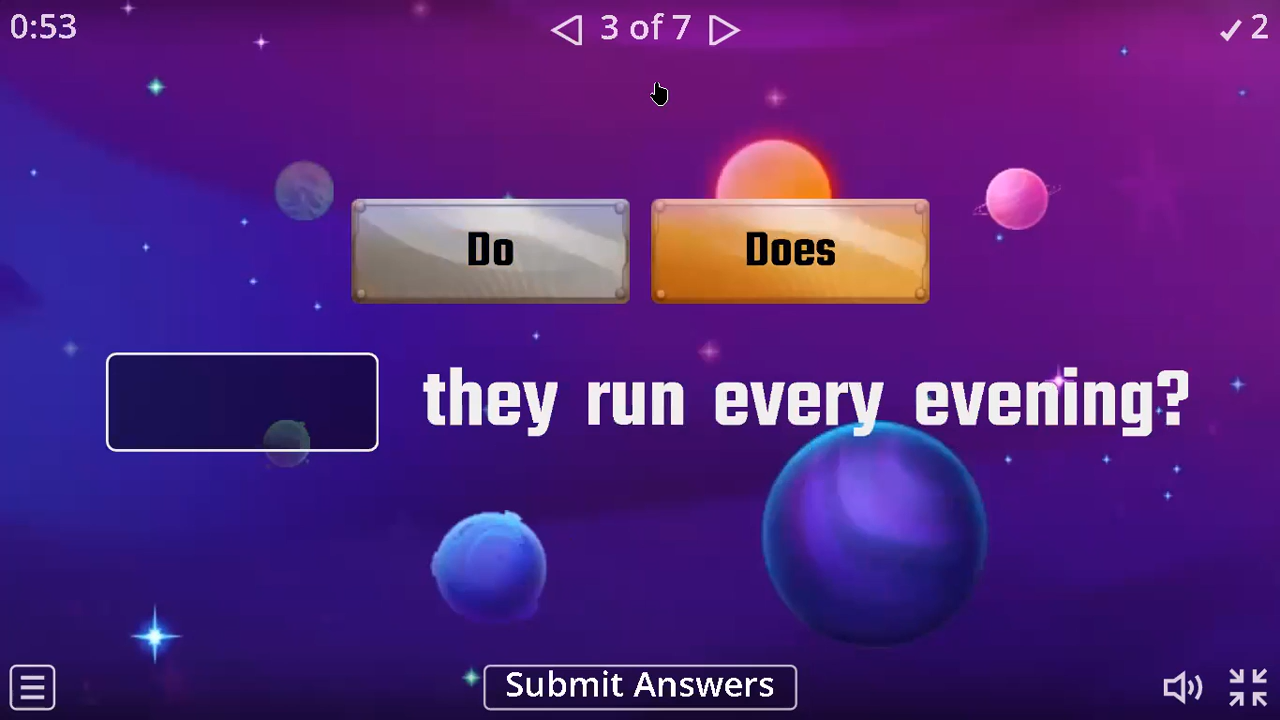 0:53
3 of 7
✓ 2
Do
Does
they run every evening?
Submit Answers